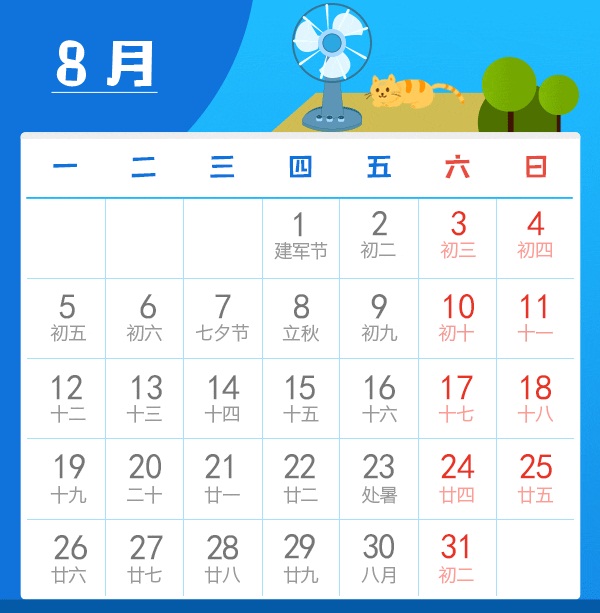 8月
一 二 三 四 五 六 日
1 2 3 4
建军节 初二 初三 初四
5 6 7 8 9 10 11
初五 初六 七夕节 立秋 初九 初十 十一
12 13 14 15 16 17 18
十二 十三 十四 十五 十六 十七 十八
19 20 21 22 23 24 25
十九 二十 廿一 廿二 处暑 廿四 廿五
26 27 28 29 30 31
廿六 廿七 廿八 廿九 八月 初二